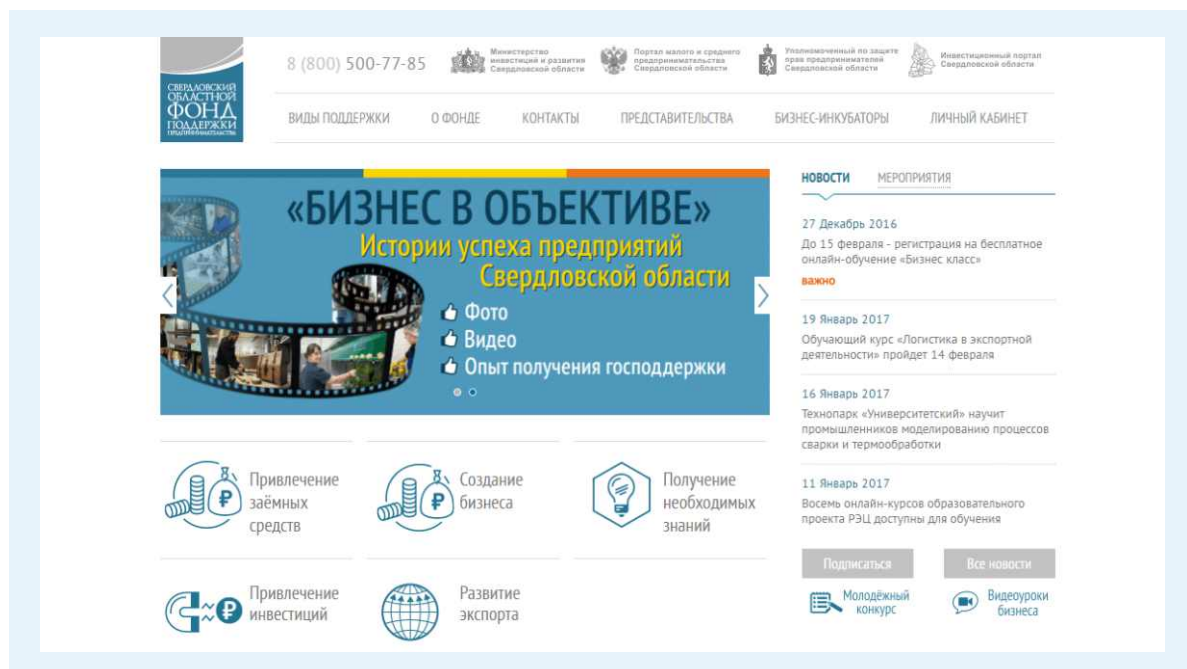 СВЕРДЛОВСКИЙ
ОБЛАСТНОЙ
ФОНД
ПОДДЕРЖКИ
ПРЕДПРИНИМАТЕЛЬСТВА
8 (800) 500-77-85
Министерство
инвестиций и развития
Свердловской области
Портал малого и среднего
предпринимательства
Свердловской области
Уполномоченный по защите
прав предпринимателей
Свердловской области
Инвестиционный портал
Свердловской области
ВИДЫ ПОДДЕРЖКИ О ФОНДЕ КОНТАКТЫ ПРЕДСТАВИТЕЛЬСТВА БИЗНЕС-ИНКУБАТОРЫ ЛИЧНЫЙ КАБИНЕТ
«БИЗНЕС В ОБЪЕКТИВЕ»
Истории успеха предприятий
Свердловской области
Фото
Видео
Опыт получения господдержки
НОВОСТИ МЕРОПРИЯТИЯ
27 Декабрь 2016
До 15 февраля - регистрация на бесплатное
онлайн-обучение «Бизнес класс»
важно
19 Январь 2017
Обучающий курс «Логистика в экспортной
деятельности» пройдет 14 февраля
16 Январь 2017
Технопарк «Университетский» научит
промышленников моделированию процессов
сварки и термообработки
11 Январь 2017
Восемь онлайн-курсов образовательного
проекта РЭЦ доступны для обучения
Подписаться Все новости
Молодёжный
конкурс
Видеоуроки
бизнеса
Привлечение
заёмных
средств
Создание
бизнеса
Получение
необходимых
знаний
Привлечение
инвестиций
Развитие
экспорта